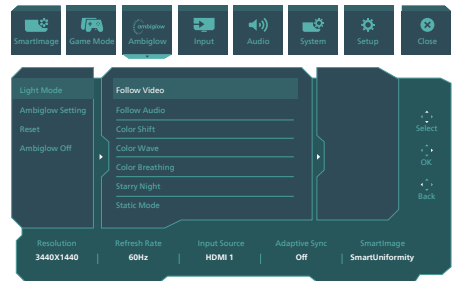 ambiglow
SmartImage Game Mode Ambiglow Input Audio System Setup Close
Light Mode
Ambiglow Setting
Reset
Ambiglow Off
Follow Video
Follow Audio
Color Shift
Color Wave
Color Breathing
Starry Night
Static Mode
Select
OK
Back
Resolution Refresh Rate Input Source Adaptive Sync SmartImage
3440X1440 | 60Hz | HDMI 1 | Off | SmartUniformity